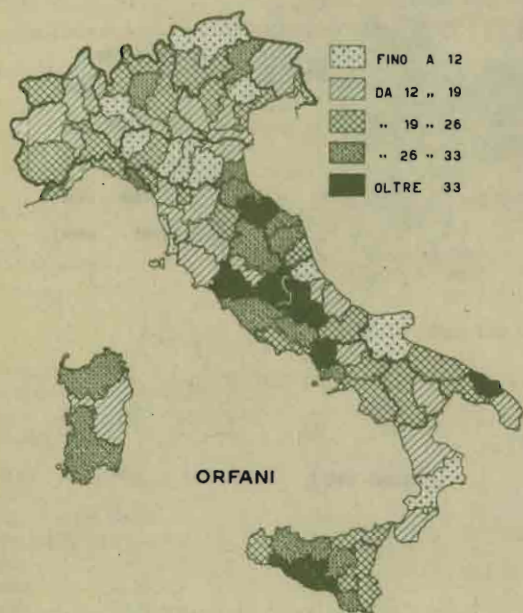 FINO A 12
DA 12 „ 19
„ 19 „ 26
„ 26 „ 33
OLTRE 33
ORFANI